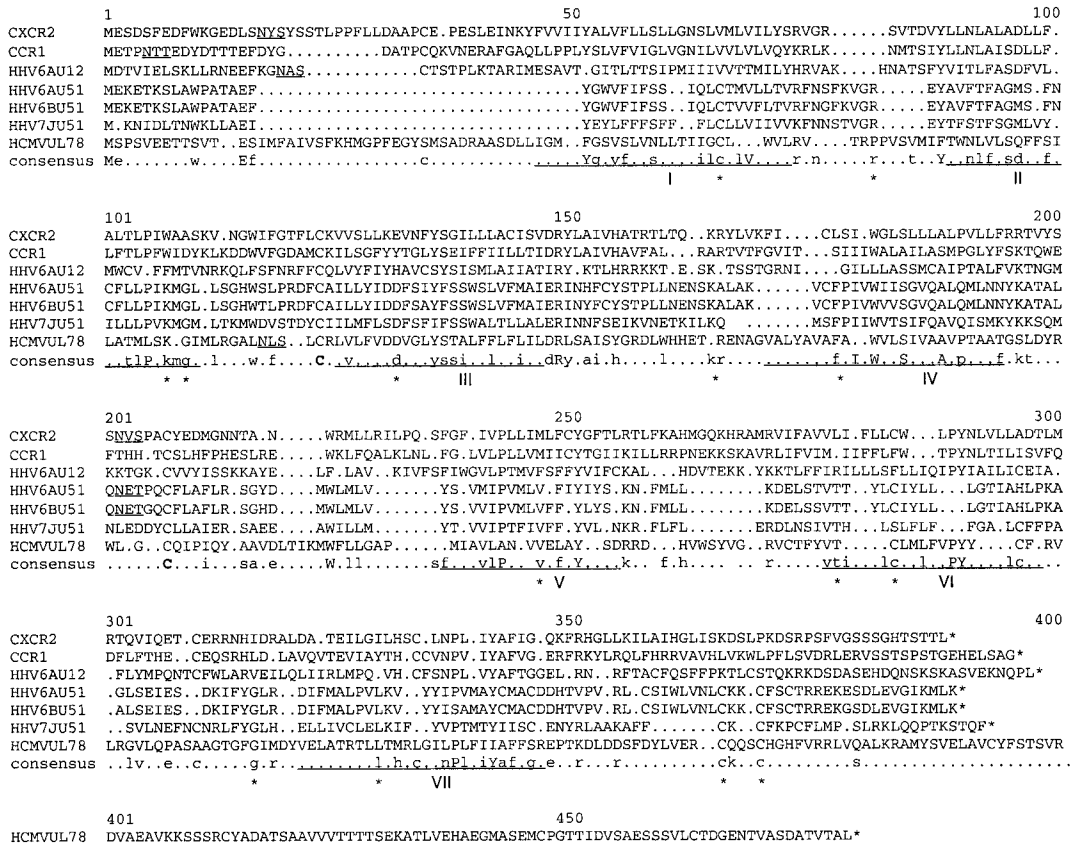 1 50 100
CXCR2 MESDSFEDFWKGEDLSNYSYSSTLPPFLLDAAPCE.PESLEINKYFVVIIYALVFLLSLLGNSLVMLVILYSRVGR.....SVTDVYLLNLALADLLF.
CCR1 METPNTTEDYDTTTEFDYG..........DATPCQKVNERAFGAQLLPPLYSLVFVIGLVGNILVVLVLVQYKRLK.....NMTSIYLLNLAISDLLF.
HHV6AU12 MDTVIELSKLLRNEEFKGNAS............CTSTPLKTARIMESAVT.GITLTTSIPMIIIVVTTMILYHRVAK....HNATSFYVITLFASDFVL.
HHV6AU51 MEKETKSLAWPATAEF..................................YGWVFIFSS..IQLCTMVLLTVRFNSFKVGR....EYAVFTFAGMS.FN
HHV6BU51 MEKETKSLAWPATAEF..................................YGWVFIFSS..IQLCTVVFLTVRFNGFKVGR....EYAVFTFAGMS.FN
HHV7JU51 M.KNIDLTNWKLLAEI..................................YEYLFFFSFF..FLCLLVIIVVKFNNSTVGR....EYTFSTFSGMLVY.
HCMVUL78 MSPSVEETTSVT..ESIMFAIVSFKHMGPFEGYSMSADRAASDLLIGM..FGSVSLVNLLTIIGCL....WVLRV....TRPPVSVMIFTWNLVLSQFFSI
consensus Me.......w...Ef.................c................Yg.vf..s...ilc.lV....r.n.....r...t..Y..nlf.sd..f.
I * * II
101 150 200
CXCR2 ALTLPIWAASKV.NGWIFGTFLCKVVSLLKEVNFYSGILLLACISVDRYLAIVHATRTLTQ..KRYLVKFI....CLSI.WGLSLLLALPVLLFRRTVYS
CCR1 LFTLPFWIDYKLKDDWVFGDAMCKILSGFYYTGLYSEIFFIILLTIDRYLAIVHAVFAL....RARTVTFGVIT...SIIIWALAILASMPGLYFSKTQWE
HHV6AU12 MWCV.FFMTVNRKQLFSFNRFFCQLVYFIYHAVCSYSISMLAIIATIRY.KTLHRRKKT.E.SK.TSSTGRNI....GILLLASSMCAIPTALFVKTNGM
HHV6AU51 CFLLPIKMGL.LSGHWSLPRDFCAILLYIDDFSIYFSSWSLVFMAIERINHFCYSTPLLNENSKALAK.....VCFPIVWIISGVQALQMLNNYKATAL
HHV6BU51 CFLLPIKMGL.LSGHWTLPRDFCAILLYIDDFSAYFSSWSLVFMAIERINYFCYSTPLLNENSKALAK.....VCFPIVWVVSGVQALQMLNNYKATAL
HHV7JU51 ILLLPVKMGM.LTKMWDVSTDYCIILMFLSDFSFIFSSWALTLLALERINNFSEIKVNETKILKQ MSFPIIWVTSIFQAVQISMKYKKSQM
HCMVUL78 LATMLSK.GIMLRGALNLSLCRLVLFVDDVGLYSTALFFLFLILDRLSAISYGRDLWHHET.RENAGVALYAVAFA..WVLSIVAAVPTAATGSLDYR
consensus ..tlP.kmg..l...w.f...C..v....d...yssi..l..i.dRy.ai.h....l....kr..........f.I.W.S..A.p..f.kt..
* * * III * * IV
201 250 300
CXCR2 SNVSPACYEDMGNNTA.N.....WRMLLRILPQ.SFGF.IVPLLIMLFCYGFTLRTLFKAHMGQKHRAMRVIFAVVLI.FLLCW...LPYNLVLLADTLM
CCR1 FTHH.TCSLHFPHESLRE.....WKLFQALKLNL.FG.LVLPLLVMIICYTGIIKILLRRPNEKKSKAVRLIFVIM.IIFFLFW...TPYNLTILISVFQ
HHV6AU12 KKTGK.CVVYISSKKAYE.....L.FLAV.KIVFSFIWGVLPTMVFSFFYVIFCKAL...HDVTEKK.YKKTLFFIRILLLSFLLIQIPYIAILICEIA.
HHV6AU51 QNETPQCFLAFLR.SGYD.....MWLMLV.......YS.VMIPVMLV.FIYIYS.KN.FMLL......KDELSTVTT..YLCIYLL...LGTIAHLPKA
HHV6BU51 QNETGQCFLAFLR.SGHD.....MWLMLV.......YS.VVIPVMLVFF.YLYS.KN.FMLL......KDELSSVTT..YLCIYLL...LGTIAHLPKA
HHV7JU51 NLEDDYCLLAIER.SAEE....AWILLM........YT.VVIPTFIVFF.YVL.NKR.FLFL......ERDLNSIVTH...LSLFLF...FGA.LCFFPA
HCMVUL78 WL.G..CQIPIQY.AAVDLTIKMWFLLGAP.....MIAVLAN.VVELAY..SDRRD..HVWSYVG..RVCTFYVT....CLMLFVPYY....CF.RV
consensus ......C...i...sa.e.....W.ll.......sf...vlP..v.f.Y....k..f.h.......r......vti...lc..l..PY....lc..
* V * * VI
301 350 400
CXCR2 RTQVIQET.CERRNHIDRALDA.TEILGILHSC.LNPL.IYAFIG.QKFRHGLLKILAIHGLISKDSLPKDSRPSFVGSSSGHTSTTL*
CCR1 DFLFTHE..CEQSRHLD.LAVQVTEVIAYTH.CCVNPV.IYAFVG.ERFRKYLRQLFHRRVAVHLVKWLPFLSVDRLERVSSTSPSTGEHELSAG*
HHV6AU12 .FLYMPQNTCFWLARVEILQLIIRLMPQ.VH.CFSNPL.VYAFTGGEL.RN..RFTACFQSFFPKTLCSTQKRKDSDASEHDQNSKSKASVEKNQPL*
HHV6AU51 .GLSEIES..DKIFYGLR..DIFMALPVLKV..YYIPVMAYCMACDDHTVPV.RL.CSIWLVNLCKK.CFSCTRREKESDLEVGIKMLK*
HHV6BU51 .ALSEIES..DKIFYGLR..DIFMALPVLKV..YYISAMAYCMACDDHTVPV.RL.CSIWLVNLCKK.CFSCTRREKGSDLEVGIKMLK*
HHV7JU51 ..SVLNEFNCNRLFYGLH..ELLIVCLELKIF..YVPTMTYIISC.ENYRLAAKAFF.....CK..CFKPCFLMP.SLRKLQQPTKSTQF*
HCMVUL78 LRGVLQPASAAGTGFGIMDYVELATRTLLTMRLGILPLFIIAFFSREPTKDLDDSFDYLVER..CQQSCHGHFVRRLVQALKRAMYSVELAVCYFSTSVR
consensus ..lv...e..c.....g.r.........l.h.c..nPl.iYaf.g.e..r...r........ck..c..........s......................
* * VII * *
401 450
HCMVUL78 DVAEAVKKSSSRCYADATSAAVVVTTTTTSEKATLVEHAEGMASEMCPGTTIDVSAESSSVLCTDGENTVASDATVTAL*